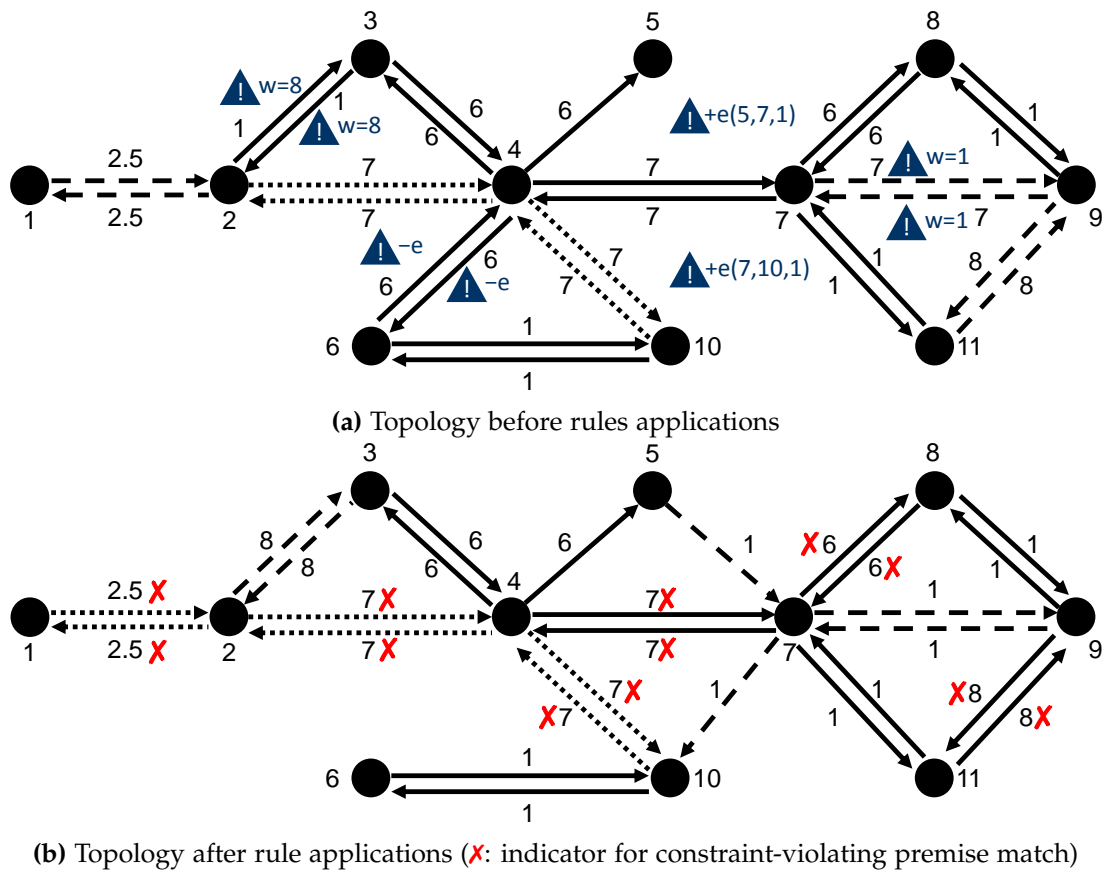 3 5 8
! w=8 1 6 6 ! +e(5,7,1) 6 1
1 ! w=8 6 4 6 1
2.5 7 7 7 ! w=1
2.5 7 7 7 ! w=1
1 2 7 9
! −e 6 7 1 8
6 ! −e 7 ! +e(7,10,1) 1 8
1
6 10 11
1
(a) Topology before rules applications
3 5 8
8 6 6 1 ✗6 1
8 6 4 6✗ 1
2.5✗ 7✗ 7✗ 1
2.5✗ 7✗ 7✗ 1
1 2 7 9
7✗ 1 1 ✗8
✗7 1 8✗
1
6 10 11
1
(b) Topology after rule applications (✗: indicator for constraint-violating premise match)